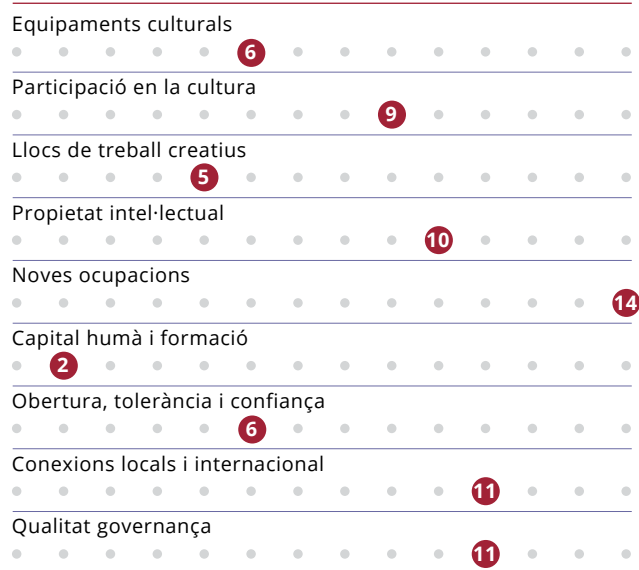 Equipaments culturals
6
Participació en la cultura
9
Llocs de treball creatius
5
Propietat intel·lectual
10
Noves ocupacions
14
Capital humà i formació
2
Obertura, tolerància i confiança
6
Conexions locals i internacional
11
Qualitat governança
11